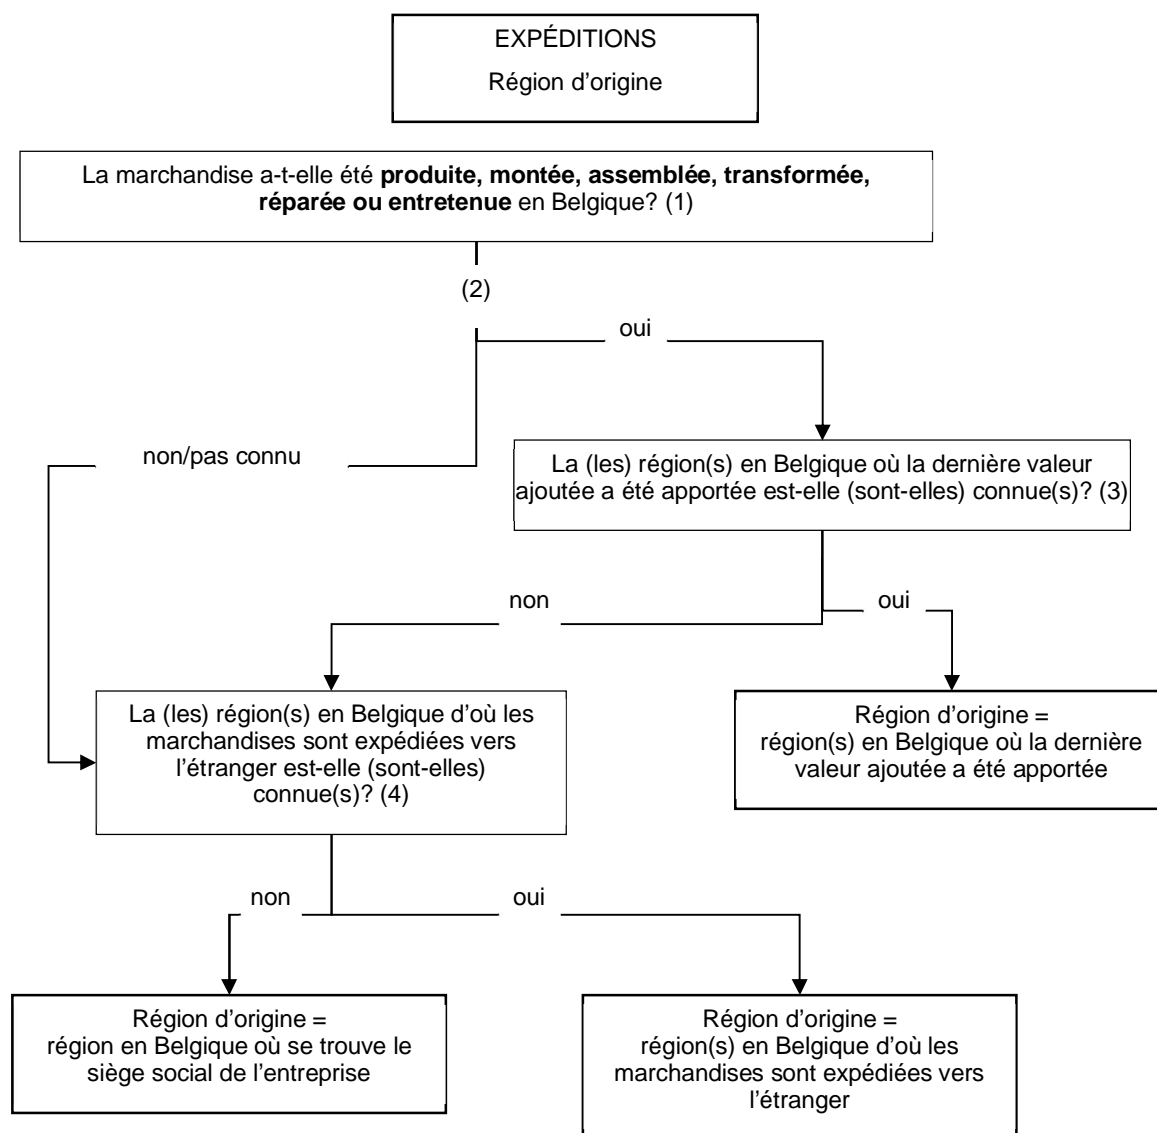 EXPÉDITIONS
Région d'origine
La marchandise a-t-elle été produite, montée, assemblée, transformée,
réparée ou entretenue en Belgique? (1)
(2)
oui
non/pas connu
La (les) région(s) en Belgique où la dernière valeur
ajoutée a été apportée est-elle (sont-elles) connue(s)? (3)
non
oui
La (les) région(s) en Belgique d'où les
marchandises sont expédiées vers
l'étranger est-elle (sont-elles)
connue(s)? (4)
Région d'origine =
région(s) en Belgique où la dernière
valeur ajoutée a été apportée
non
oui
Région d'origine =
région en Belgique où se trouve le
siège social de l'entreprise
Région d'origine =
région(s) en Belgique d'où les
marchandises sont expédiées vers
l'étranger